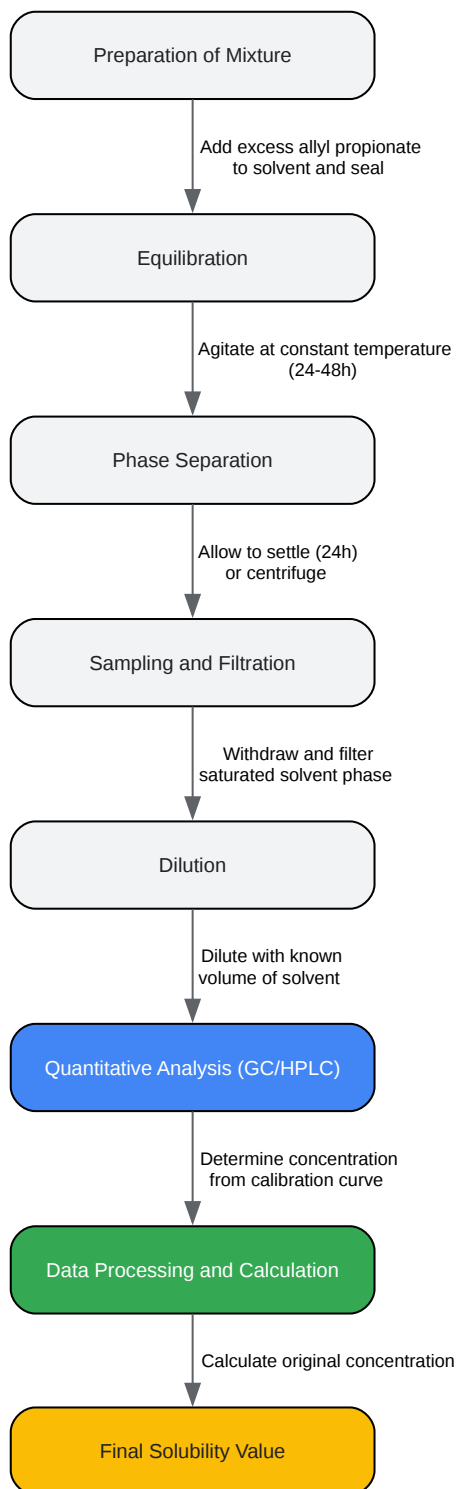 Preparation of Mixture
Add excess allyl propionate
to solvent and seal
Equilibration
Agitate at constant temperature
(24-48h)
Phase Separation
Allow to settle (24h)
or centrifuge
Sampling and Filtration
Withdraw and filter
saturated solvent phase
Dilution
Dilute with known
volume of solvent
Quantitative Analysis (GC/HPLC)
Determine concentration
from calibration curve
Data Processing and Calculation
Calculate original concentration
Final Solubility Value